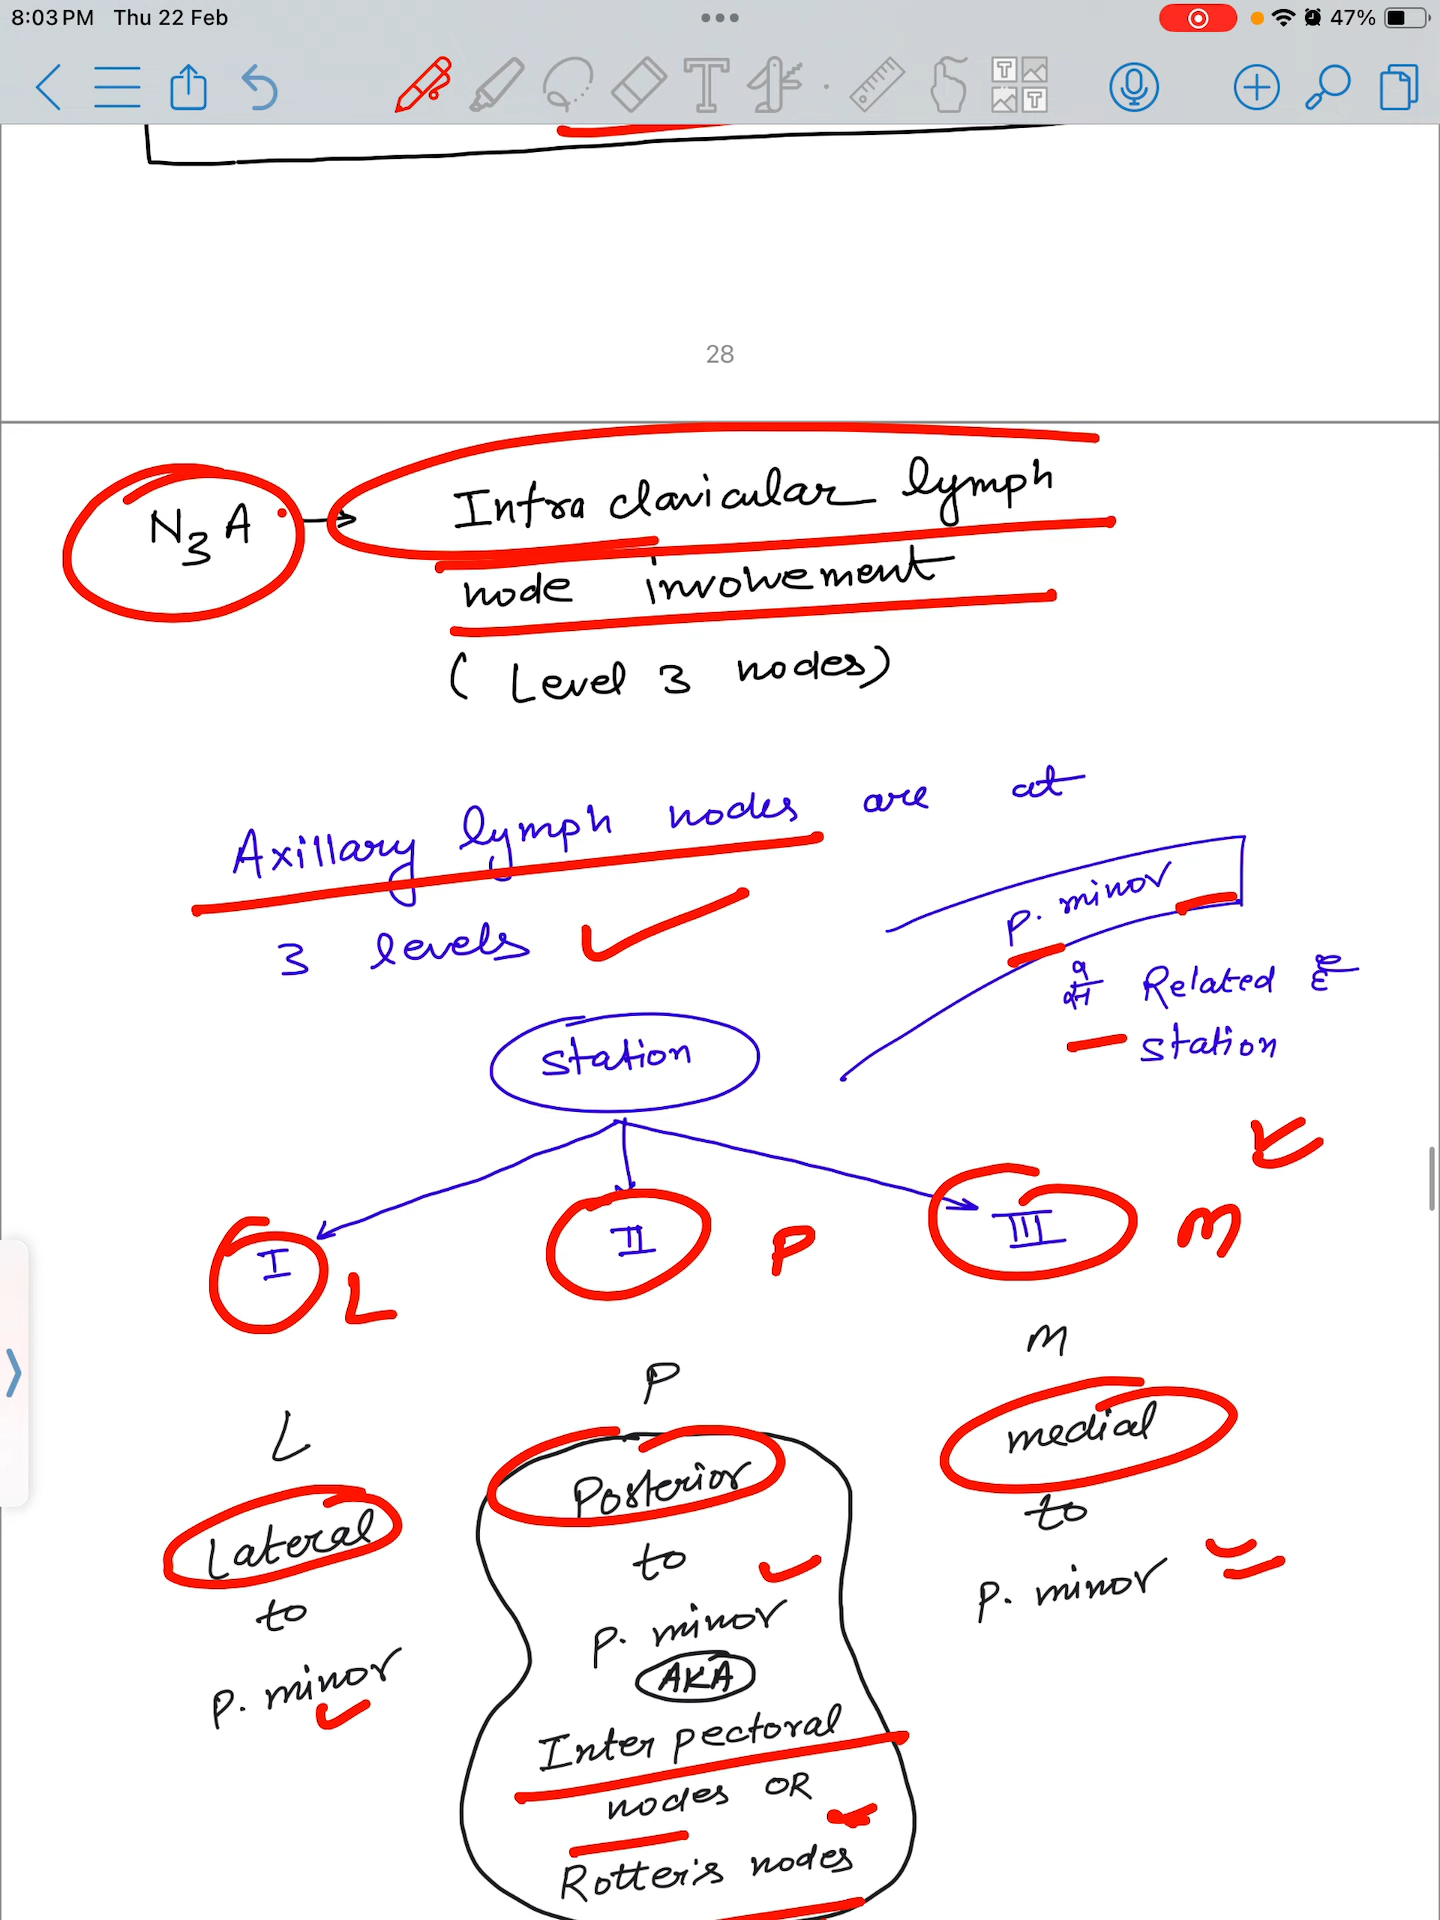 8:03 PM Thu 22 Feb
47%
28
N3A → Infra clavicular lymph
node involvement
( Level 3 nodes)
Axillary lymph nodes are at
3 levels
P. minor
Related c̄
station
station
I L
II P
III M
L
Lateral
to
P. minor
P
Posterior
to
P. minor
AKA
Inter pectoral
nodes OR
Rotter's nodes
M
medial
to
P. minor